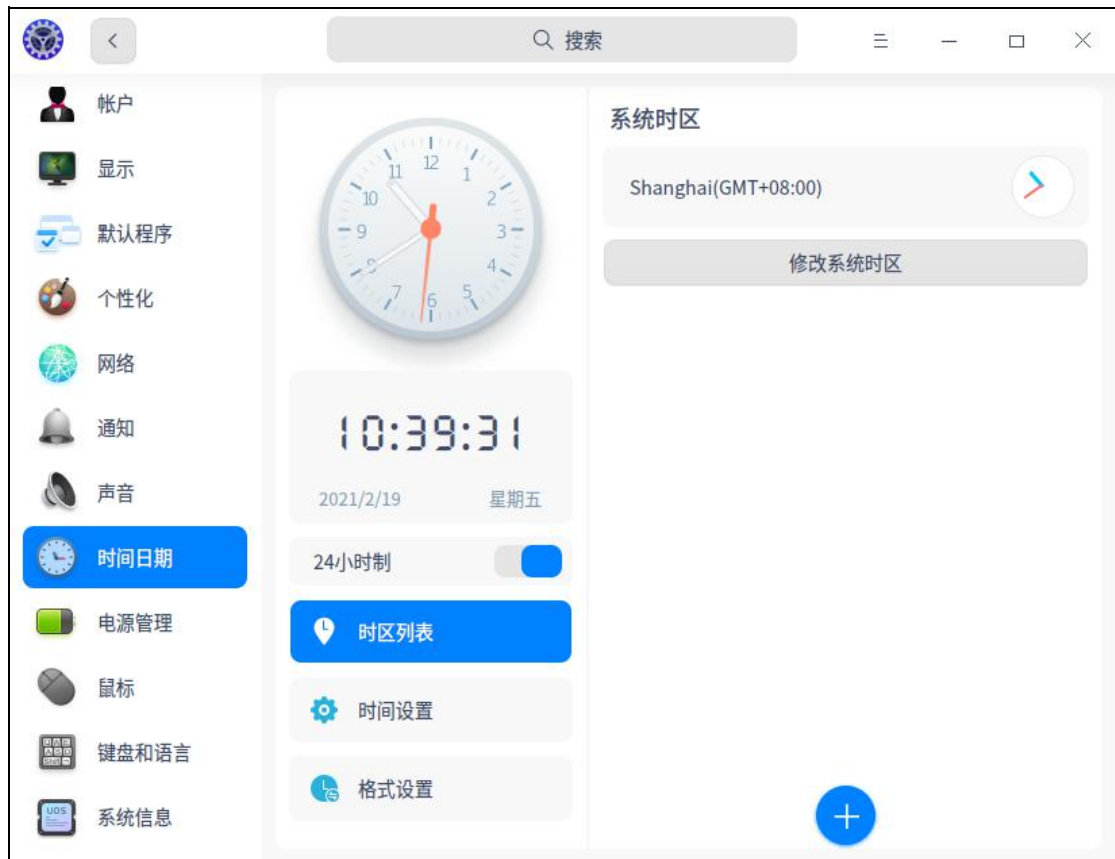 搜索
帐户
显示
默认程序
个性化
网络
通知
声音
时间日期
电源管理
鼠标
键盘和语言
UOS
系统信息
12
1
2
3
4
5
6
7
8
9
10
11
10:39:31
2021/2/19 星期五
24小时制
时区列表
时间设置
格式设置
系统时区
Shanghai(GMT+08:00)
修改系统时区